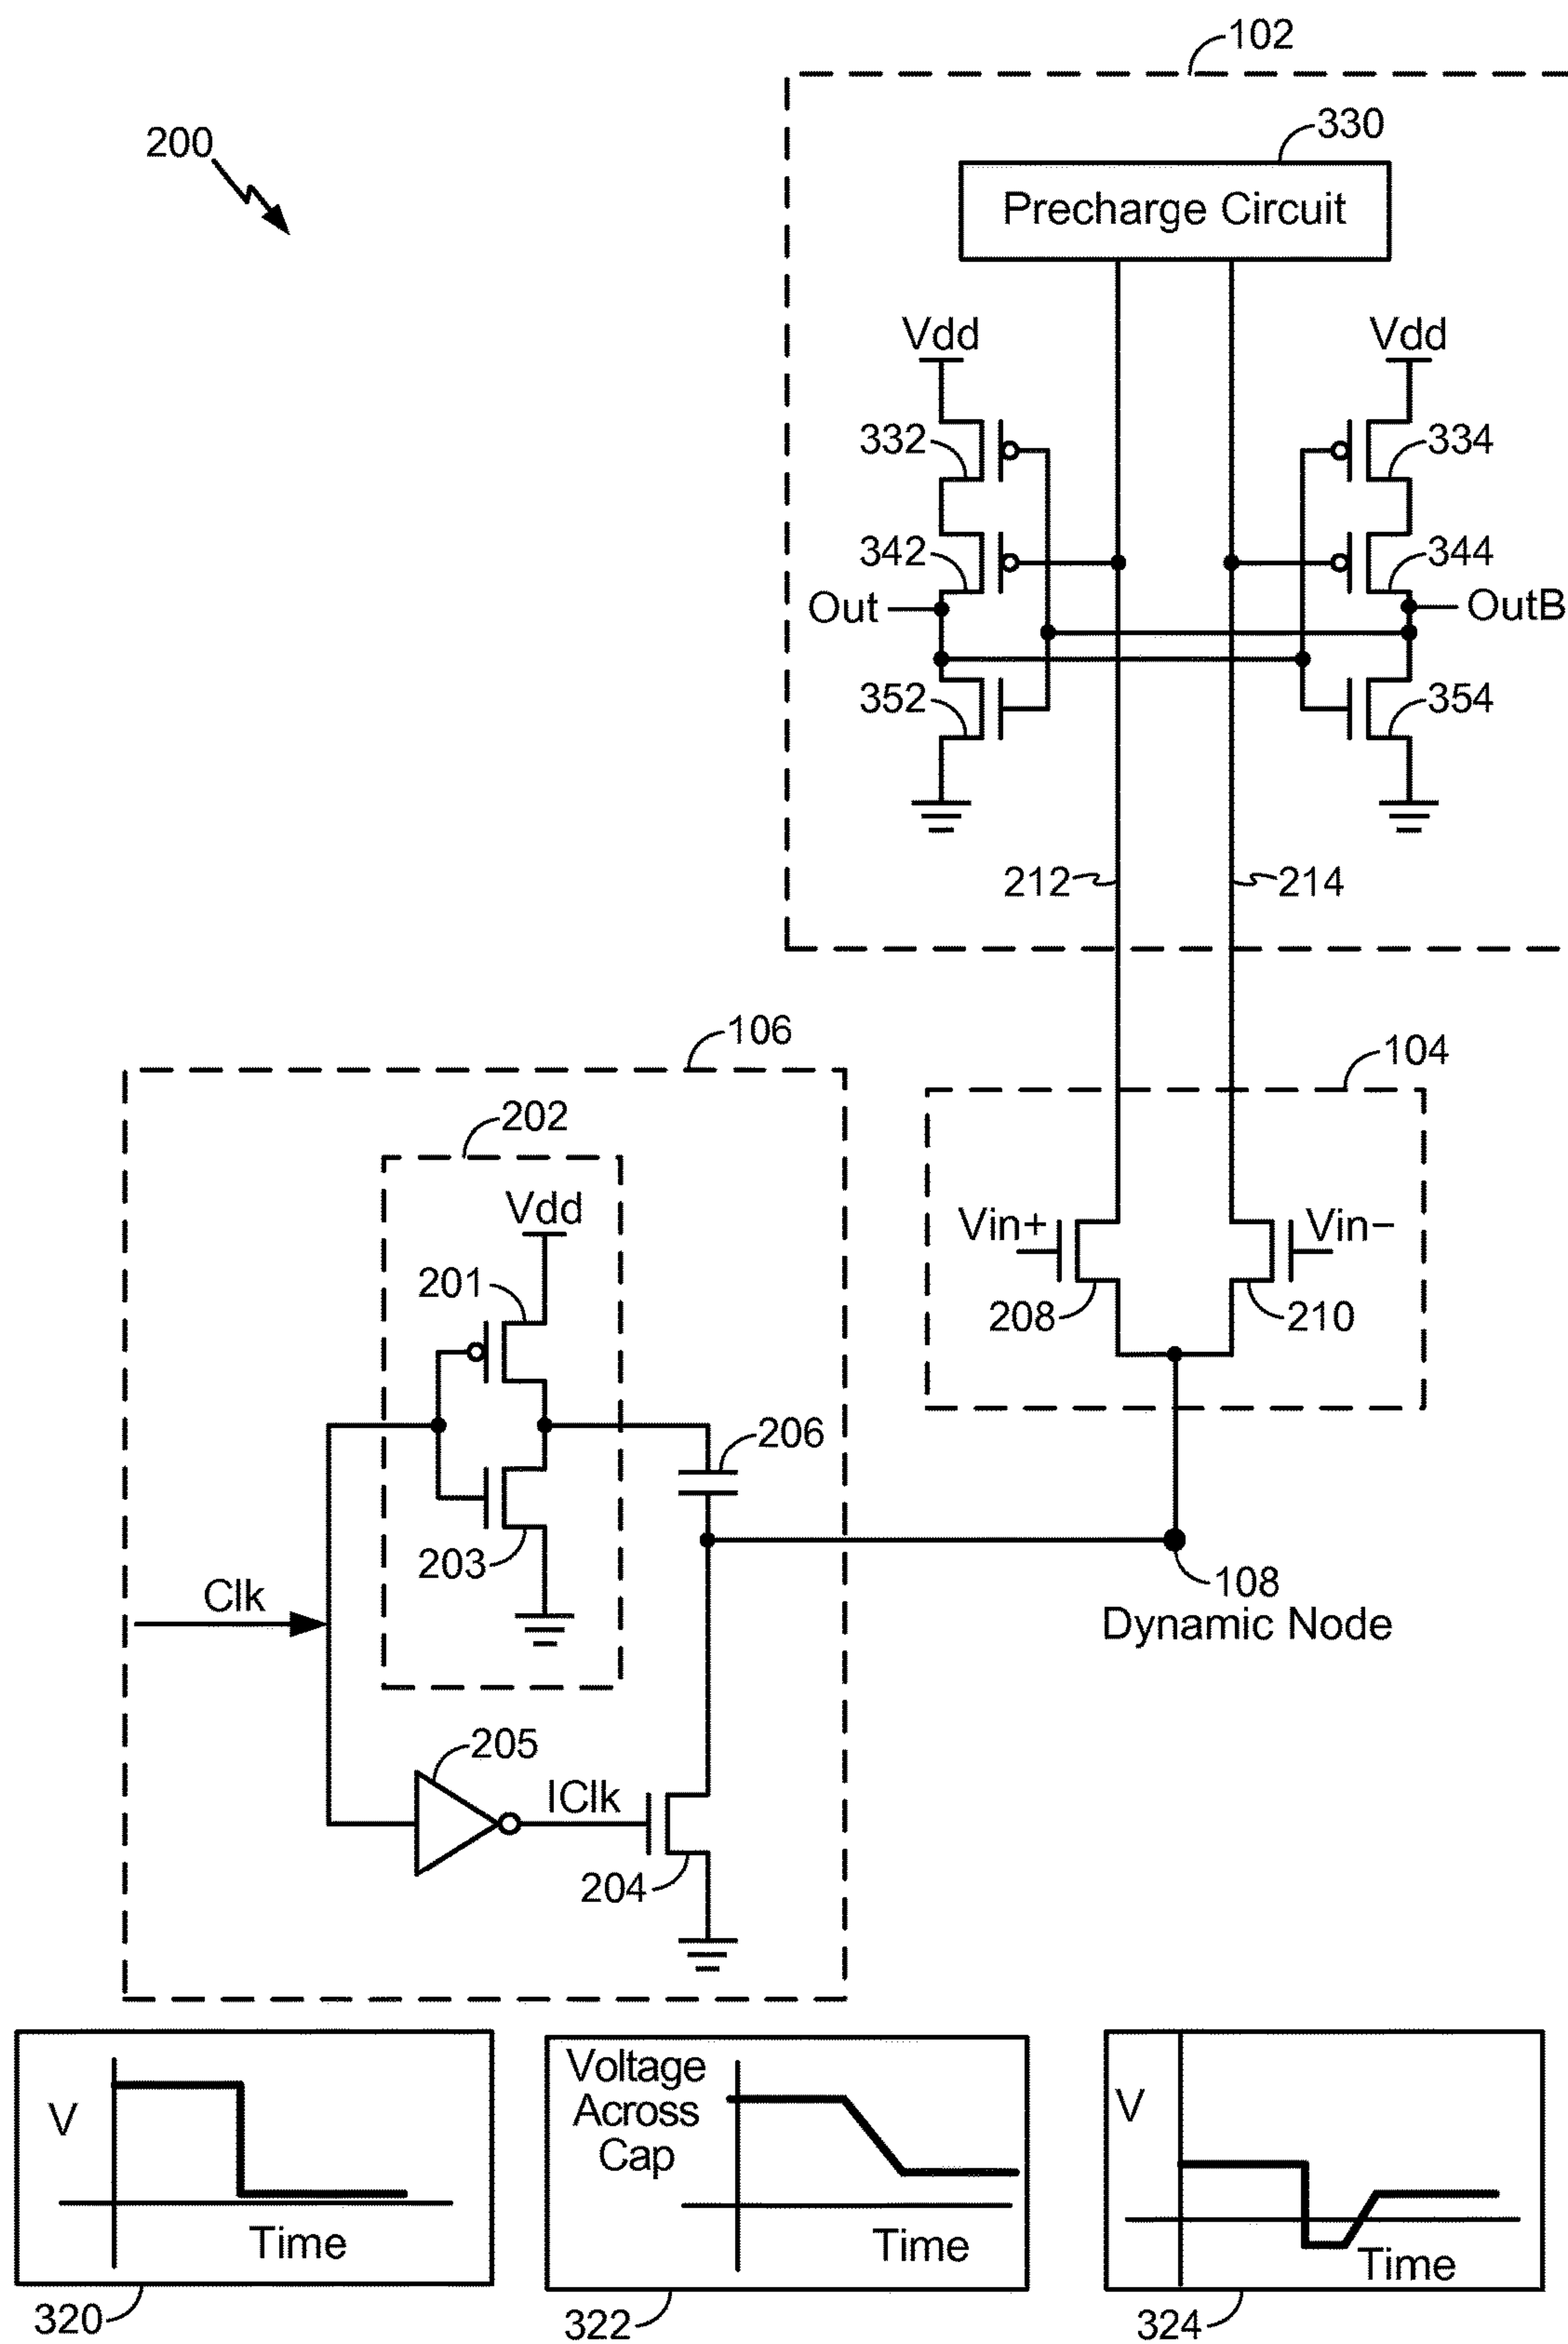 102
200
330
Precharge Circuit
Vdd
Vdd
332
334
342
344
Out
OutB
352
354
212
214
106
104
202
Vdd
Vin+
Vin−
201
208
210
206
203
Clk
108
Dynamic Node
205
IClk
204
V
Time
320
Voltage
Across
Cap
Time
322
V
Time
324